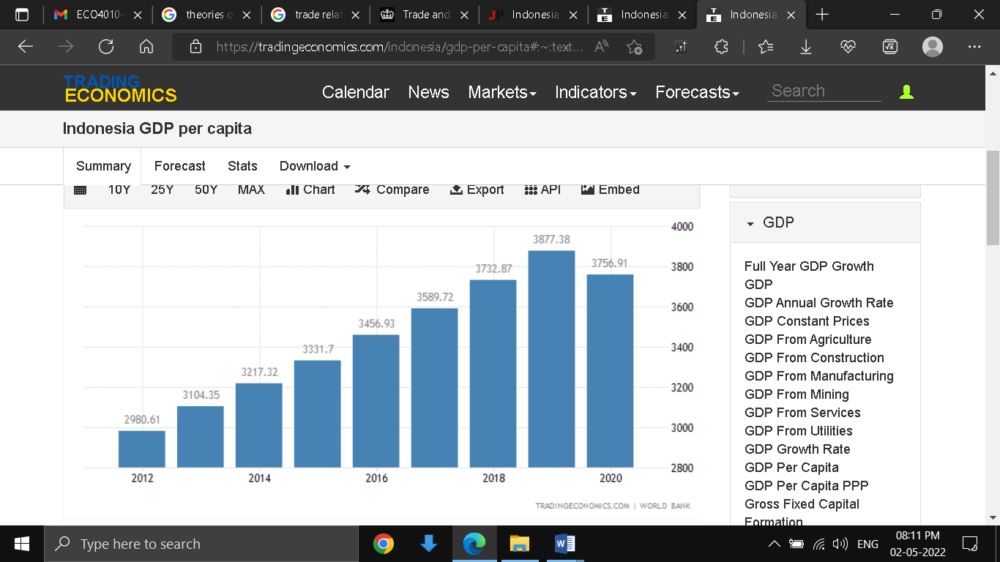 ECO4010-
theories o
trade relat
Trade and
Indonesia,
Indonesia
Indonesia
https://tradingeconomics.com/indonesia/gdp-per-capita#:~:text...
TRADING
ECONOMICS
Calendar News Markets Indicators Forecasts Search
Indonesia GDP per capita
Summary Forecast Stats Download
10Y 25Y 50Y MAX Chart Compare Export API Embed
4000
3800
3600
3400
3200
3000
2800
2980.61
3104.35
3217.32
3331.7
3456.93
3589.72
3732.87
3877.38
3756.91
2012 2014 2016 2018 2020
TRADINGECONOMICS.COM | WORLD BANK
GDP
Full Year GDP Growth
GDP
GDP Annual Growth Rate
GDP Constant Prices
GDP From Agriculture
GDP From Construction
GDP From Manufacturing
GDP From Mining
GDP From Services
GDP From Utilities
GDP Growth Rate
GDP Per Capita
GDP Per Capita PPP
Gross Fixed Capital
Formation
Type here to search
ENG
08:11 PM
02-05-2022